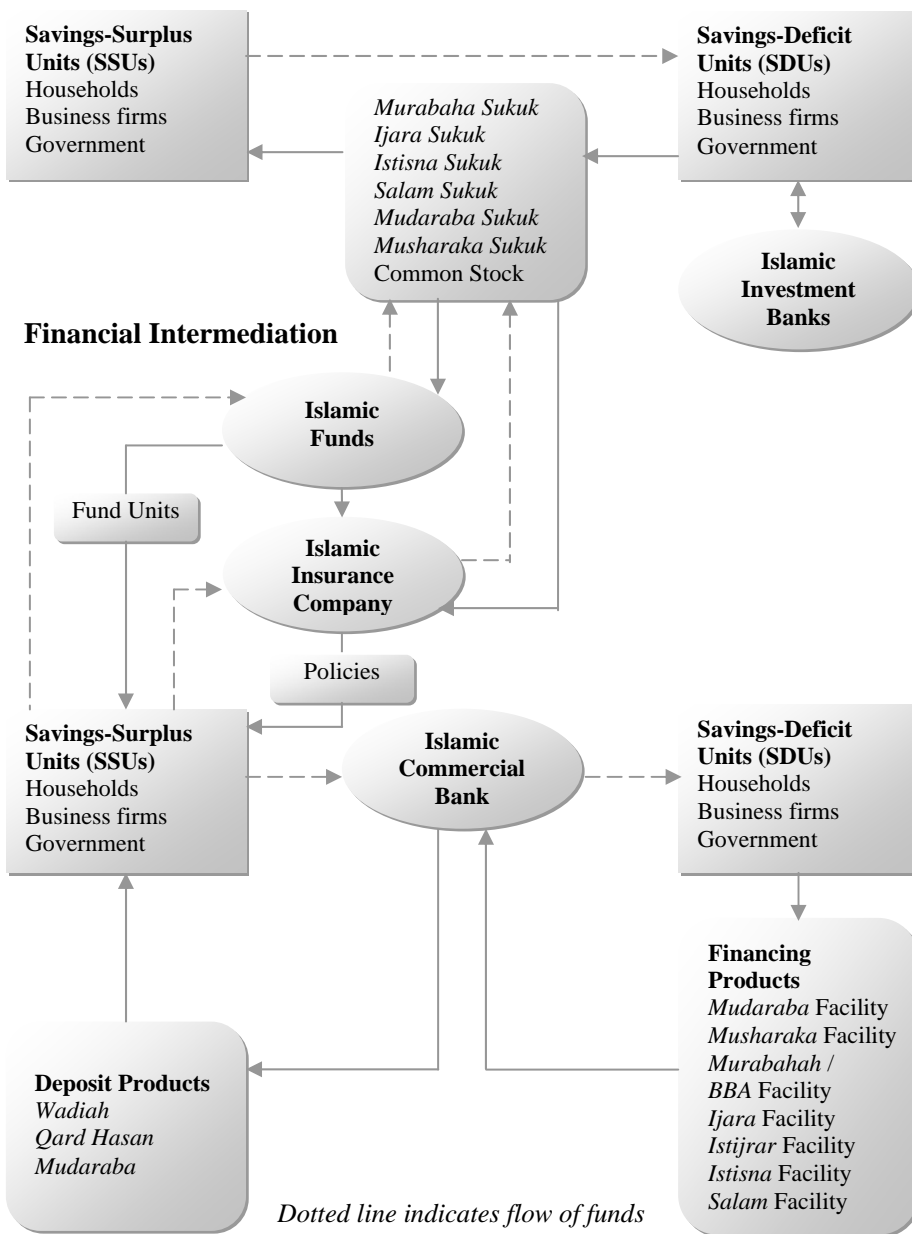 Savings-Surplus
Units (SSUs)
Households
Business firms
Government
Murabaha Sukuk
Ijara Sukuk
Istisna Sukuk
Salam Sukuk
Mudaraba Sukuk
Musharaka Sukuk
Common Stock
Savings-Deficit
Units (SDUs)
Households
Business firms
Government
Islamic
Investment
Banks
Financial Intermediation
Islamic
Funds
Fund Units
Islamic
Insurance
Company
Policies
Savings-Surplus
Units (SSUs)
Households
Business firms
Government
Islamic
Commercial
Bank
Savings-Deficit
Units (SDUs)
Households
Business firms
Government
Deposit Products
Wadiah
Qard Hasan
Mudaraba
Financing
Products
Mudaraba Facility
Musharaka Facility
Murabahah /
BBA Facility
Ijara Facility
Istijrar Facility
Istisna Facility
Salam Facility
Dotted line indicates flow of funds